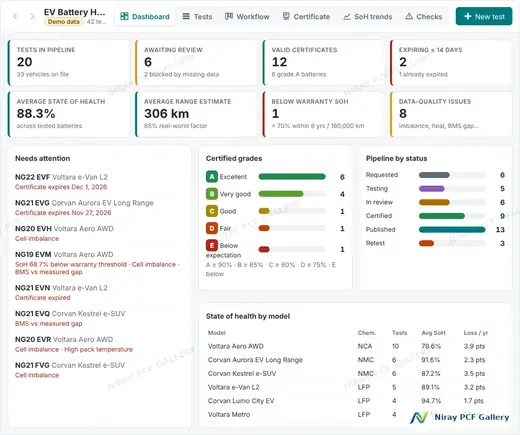 EV Battery H...
Demo data 42 te...
Dashboard
Tests
Workflow
Certificate
SoH trends
Checks
+ New test
TESTS IN PIPELINE
20
33 vehicles on file
AWAITING REVIEW
6
2 blocked by missing data
VALID CERTIFICATES
12
6 grade A batteries
EXPIRING ≤ 14 DAYS
2
1 already expired
AVERAGE STATE OF HEALTH
88.3%
across tested batteries
AVERAGE RANGE ESTIMATE
306 km
85% real-world factor
BELOW WARRANTY SOH
1
< 70% within 8 yrs / 160,000 km
DATA-QUALITY ISSUES
8
Imbalance, heat, BMS gap...
Needs attention
NG22 EVF Voltara e-Van L2
Certificate expires Dec 1, 2026
NG21 EVG Corvan Aurora EV Long Range
Certificate expires Nov 27, 2026
NG20 EVH Voltara Aero AWD
Cell imbalance
NG19 EVM Voltara Aero AWD
SoH 68.7% below warranty threshold · Cell imbalance ·
BMS vs measured gap
NG21 EVN Voltara e-Van L2
Certificate expired
NG21 EVQ Corvan Kestrel e-SUV
BMS vs measured gap
NG20 EVR Voltara Aero AWD
Cell imbalance · High pack temperature
NG21 FVG Corvan Kestrel e-SUV
Cell imbalance
Certified grades
A Excellent 6
B Very good 4
C Good 1
D Fair 1
E Below expectation 1
A ≥ 90% · B ≥ 85% · C ≥ 80% · D ≥ 75% · E
below
Pipeline by status
Requested 6
Testing 5
In review 6
Certified 9
Published 13
Retest 3
State of health by model
Model Chem. Tests Avg SoH Loss / yr
Voltara Aero AWD NCA 10 79.6% 3.9 pts
Corvan Aurora EV Long Range NMC 6 91.6% 2.3 pts
Corvan Kestrel e-SUV NMC 6 87.2% 3.5 pts
Voltara e-Van L2 LFP 5 89.1% 3.2 pts
Corvan Lumo City EV LFP 4 94.7% 1.7 pts
Voltara Metro LFP 4
Niray PCF Gallery